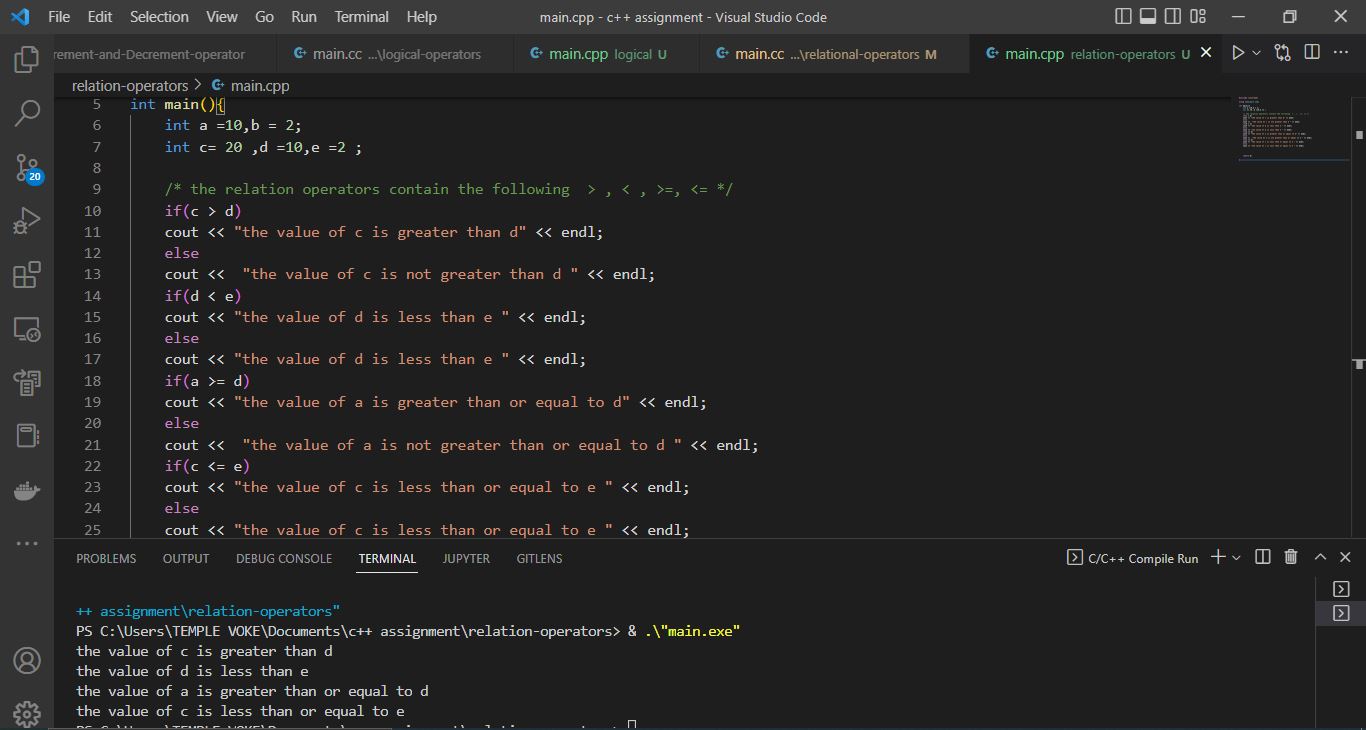 File Edit Selection View Go Run Terminal Help main.cpp - c++ assignment - Visual Studio Code
rement-and-Decrement-operator main.cc ...\logical-operators main.cpp logical U main.cc ...\relational-operators M main.cpp relation-operators U
relation-operators > main.cpp
5 int main(){
6 int a =10,b = 2;
7 int c= 20 ,d =10,e =2 ;
8
9 /* the relation operators contain the following  > , < , >=, <= */
10 if(c > d)
11 cout << "the value of c is greater than d" << endl;
12 else
13 cout <<  "the value of c is not greater than d " << endl;
14 if(d < e)
15 cout << "the value of d is less than e " << endl;
16 else
17 cout << "the value of d is less than e " << endl;
18 if(a >= d)
19 cout << "the value of a is greater than or equal to d" << endl;
20 else
21 cout <<  "the value of a is not greater than or equal to d " << endl;
22 if(c <= e)
23 cout << "the value of c is less than or equal to e " << endl;
24 else
25 cout << "the value of c is less than or equal to e " << endl;
20
PROBLEMS OUTPUT DEBUG CONSOLE TERMINAL JUPYTER GITLENS C/C++ Compile Run
++ assignment\relation-operators"
PS C:\Users\TEMPLE VOKE\Documents\c++ assignment\relation-operators> & .\"main.exe"
the value of c is greater than d
the value of d is less than e
the value of a is greater than or equal to d
the value of c is less than or equal to e